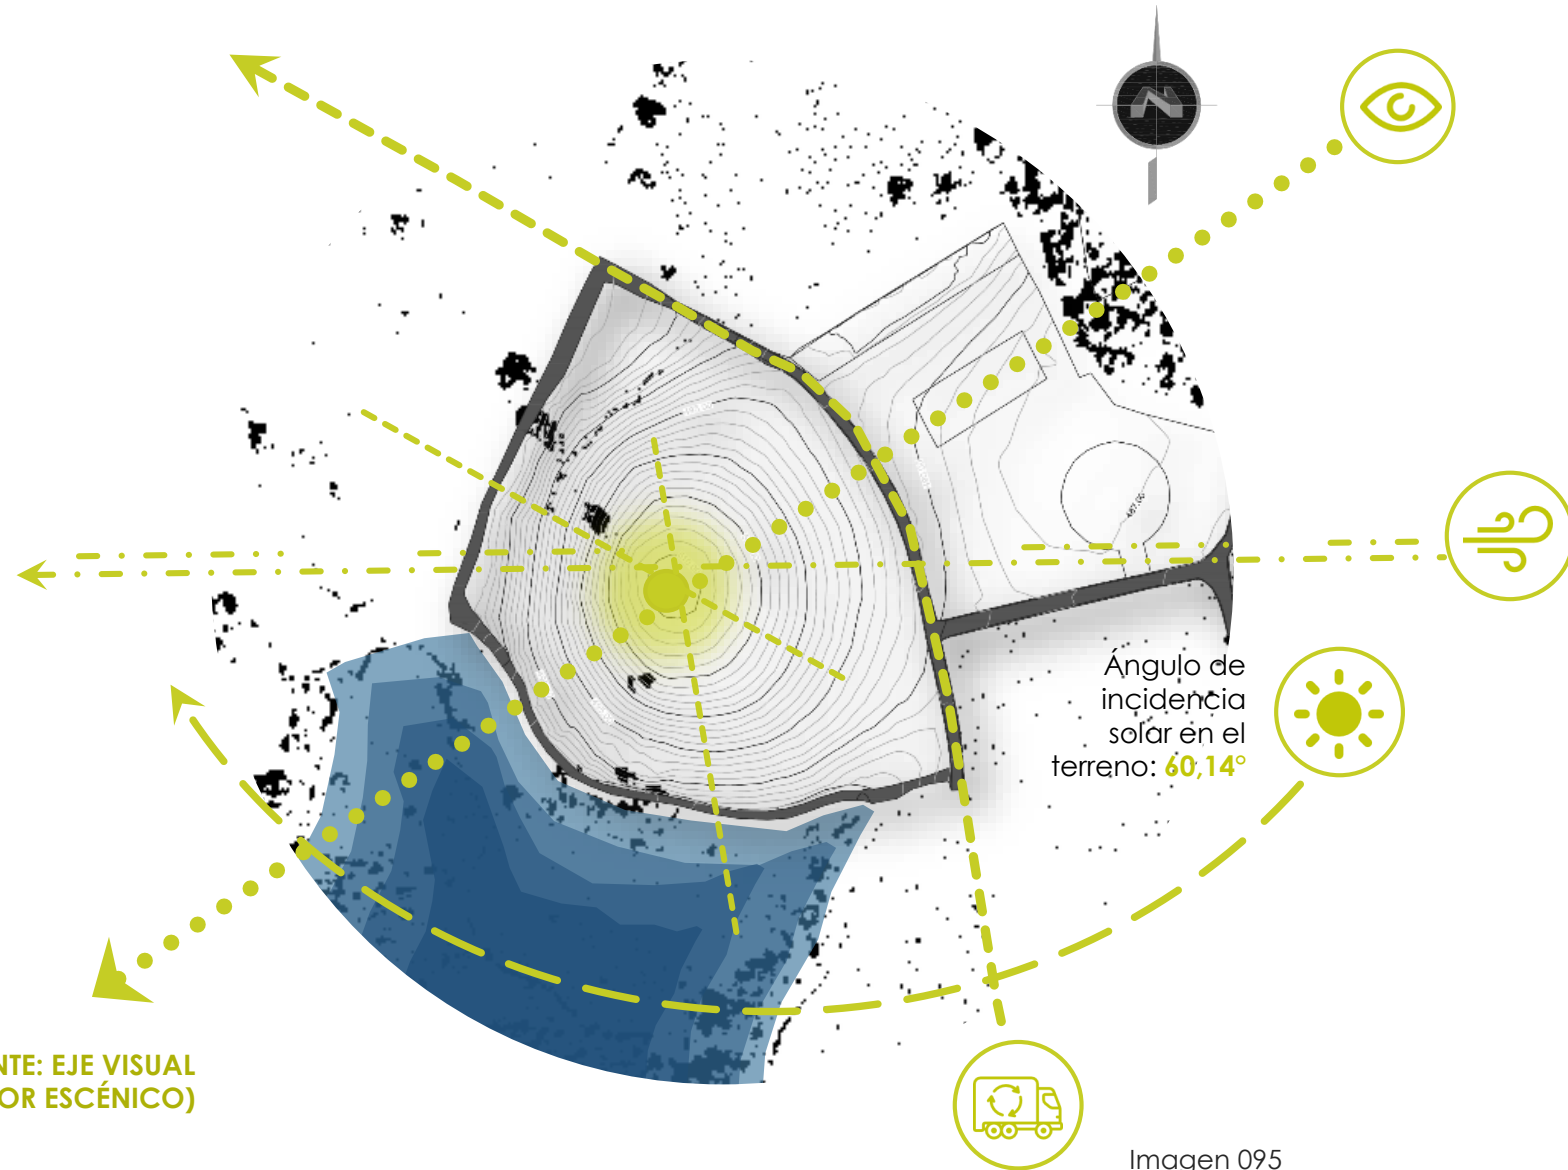 N
Ángulo de
incidencia
solar en el
terreno: 60,14°
NTE: EJE VISUAL
OR ESCÉNICO)
Imagen 095